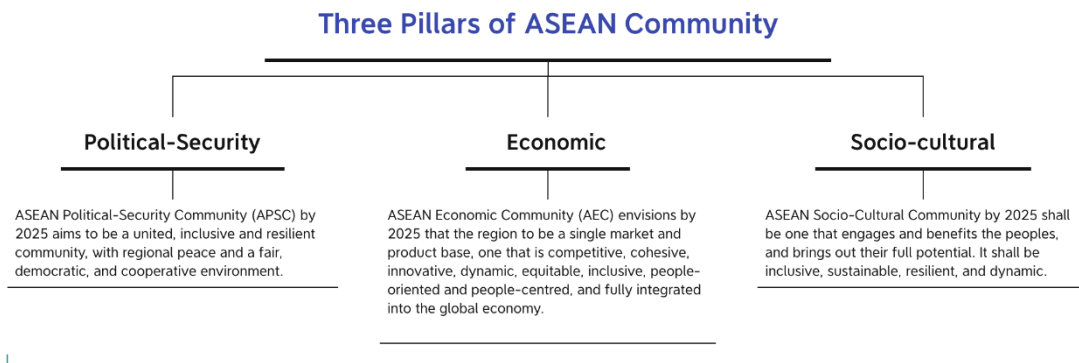 Three Pillars of ASEAN Community
Political-Security
ASEAN Political-Security Community (APSC) by
2025 aims to be a united, inclusive and resilient
community, with regional peace and a fair,
democratic, and cooperative environment.
Economic
ASEAN Economic Community (AEC) envisions by
2025 that the region to be a single market and
product base, one that is competitive, cohesive,
innovative, dynamic, equitable, inclusive, people-
oriented and people-centred, and fully integrated
into the global economy.
Socio-cultural
ASEAN Socio-Cultural Community by 2025 shall
be one that engages and benefits the peoples,
and brings out their full potential. It shall be
inclusive, sustainable, resilient, and dynamic.